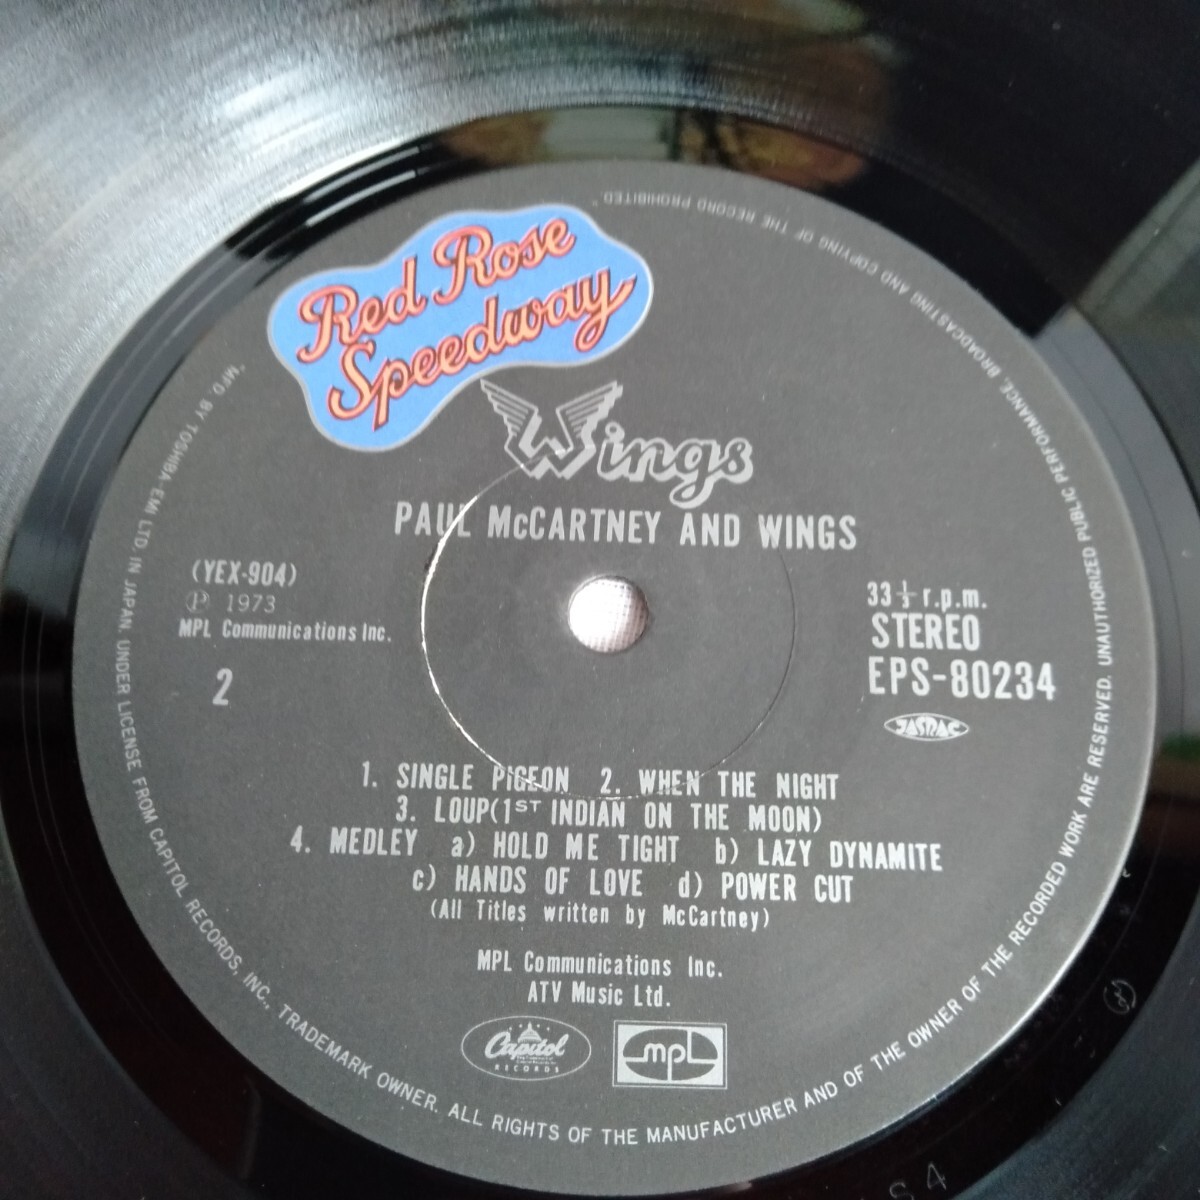 Red Rose
Speedway
Wings
PAUL McCARTNEY AND WINGS
(YEX-904)
Ⓟ 1973
MPL Communications Inc.
2
33 1/3 r.p.m.
STEREO
EPS-80234
JASRAC
1. SINGLE PIGEON 2. WHEN THE NIGHT
3. LOUP(1ST INDIAN ON THE MOON)
4. MEDLEY a) HOLD ME TIGHT b) LAZY DYNAMITE
c) HANDS OF LOVE d) POWER CUT
(All Titles written by McCartney)
MPL Communications Inc.
ATV Music Ltd.
Capitol
RECORDS
MPL
"MFD. BY TOSHIBA-EMI LTD. IN JAPAN. UNDER LICENSE FROM CAPITOL RECORDS, INC., TRADEMARK OWNER. ALL RIGHTS OF THE MANUFACTURER AND OF THE OWNER OF THE RECORDED WORK ARE RESERVED. UNAUTHORIZED PUBLIC PERFORMANCE, BROADCASTING AND COPYING OF THE RECORD PROHIBITED"
S 4